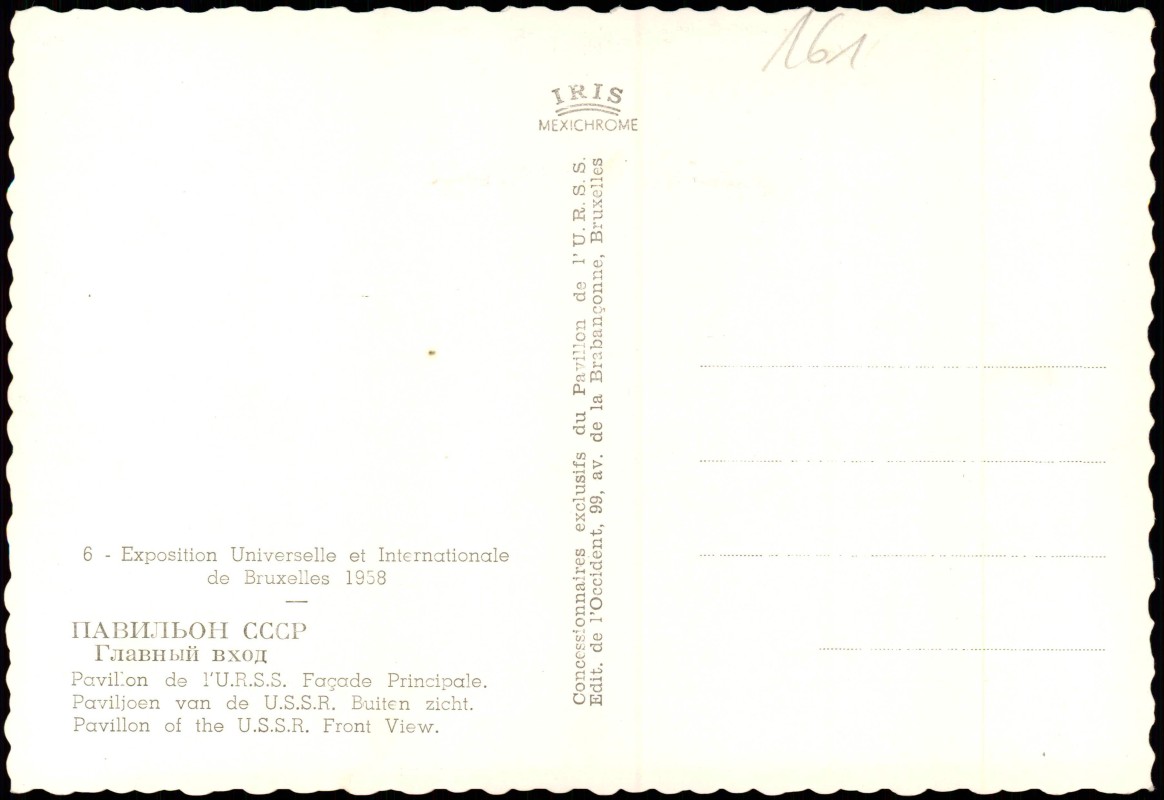 161
IRIS
MEXICHROME
Concessionnaires exclusifs du Pavillon de l'U.R.S.S.
Edit. de l'Occident, 99, av. de la Brabançonne, Bruxelles
6 - Exposition Universelle et Internationale
de Bruxelles 1958
ПАВИЛЬОН СССР
Главный вход
Pavillon de l'U.R.S.S. Façade Principale.
Paviljoen van de U.S.S.R. Buiten zicht.
Pavillon of the U.S.S.R. Front View.